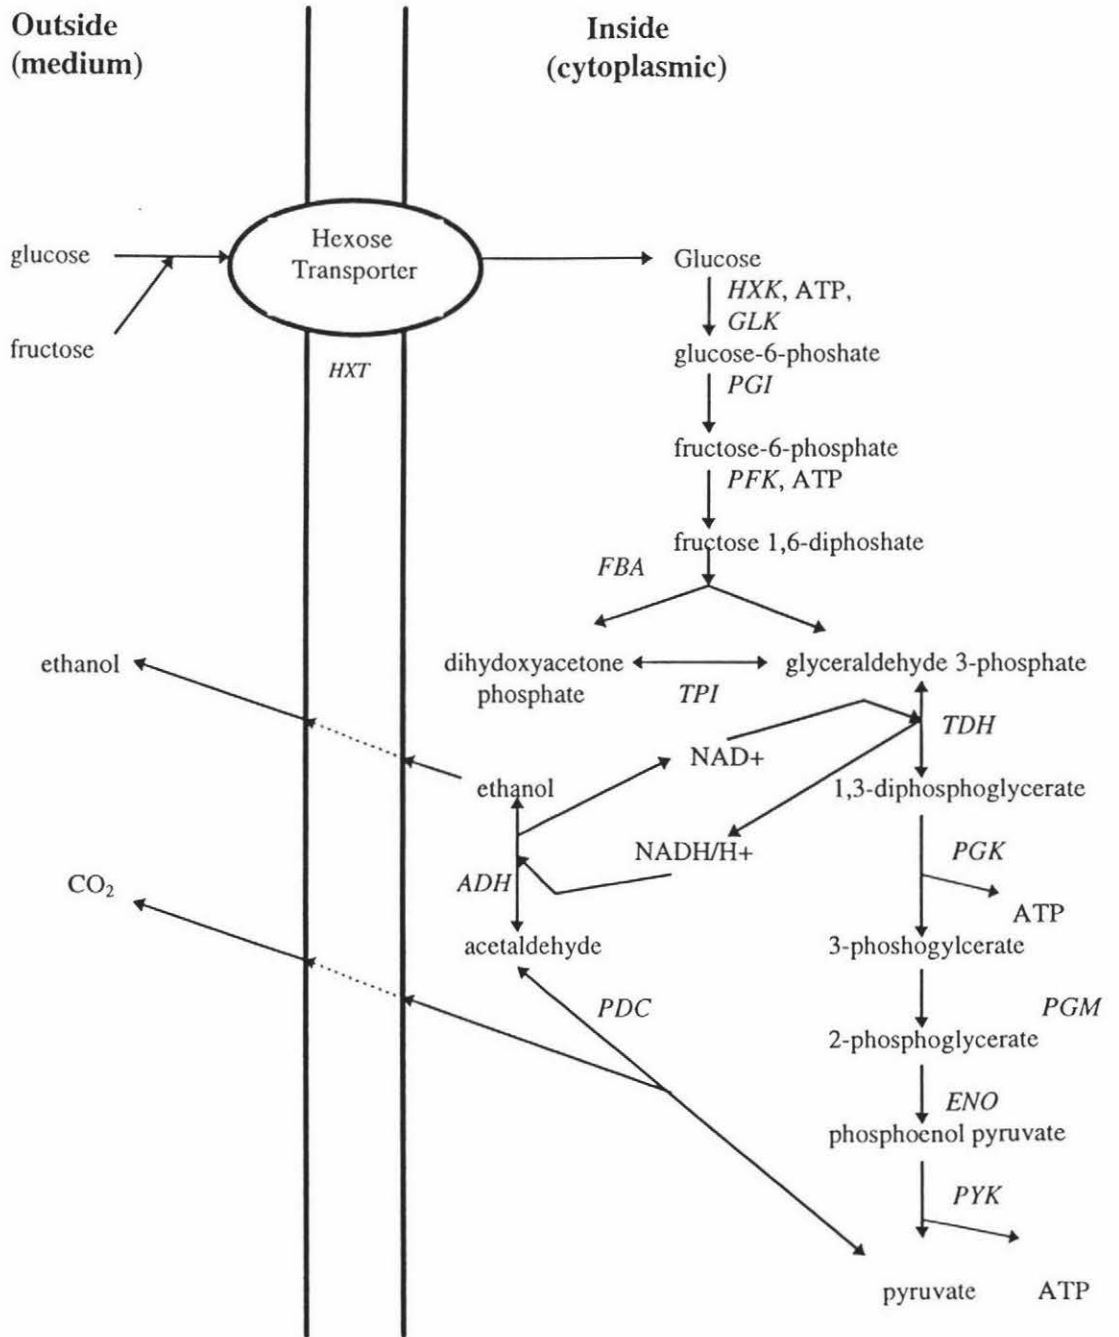 Outside
(medium)
Inside
(cytoplasmic)
Hexose
Transporter
glucose
fructose
HXT
Glucose
HXK, ATP,
GLK
glucose-6-phoshate
PGI
fructose-6-phosphate
PFK, ATP
fructose 1,6-diphoshate
FBA
ethanol
dihydoxyacetone
phosphate
TPI
glyceraldehyde 3-phosphate
TDH
NAD+
ethanol
1,3-diphosphoglycerate
NADH/H+
PGK
CO₂
ADH
ATP
acetaldehyde
3-phoshogylcerate
PDC
PGM
2-phosphoglycerate
ENO
phosphoenol pyruvate
PYK
pyruvate
ATP